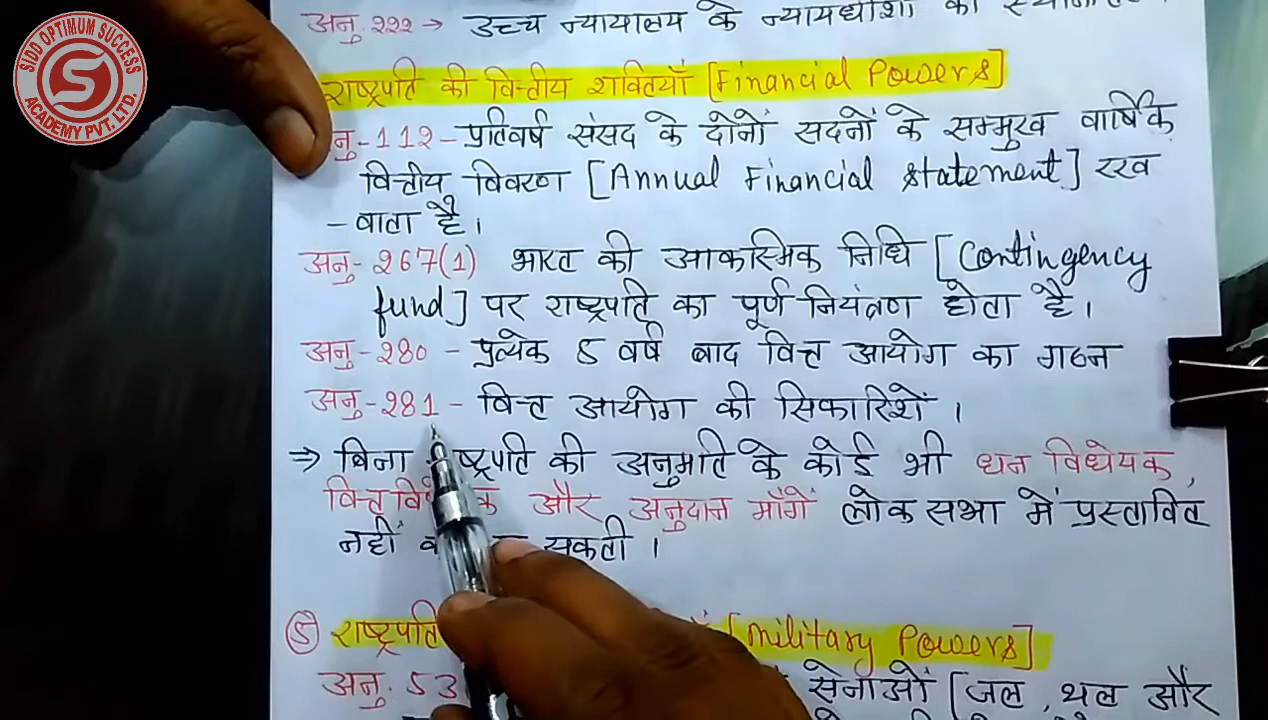 SIDD OPTIMUM SUCCESS
ACADEMY PVT. LTD.
S
अनु. 222 → उच्च न्यायालय के न्यायधीशों का
राष्ट्रपति की वित्तीय शक्तियाँ [Financial Powers]
नु-112 - प्रतिवर्ष संसद के दोनों सदनों के सम्मुख वार्षिक
वित्तीय विवरण [Annual Financial Statement] रख
- वाता है।
अनु- 267(1) भारत की आकस्मिक निधि [Contingency
fund] पर राष्ट्रपति का पूर्ण नियंत्रण होता है।
अनु-280 - प्रत्येक 5 वर्ष बाद वित्त आयोग का गठन
अनु-281 - वित्त आयोग की सिफारिशें।
⇒ बिना राष्ट्रपति की अनुमति के कोई भी धन विधेयक,
और अनुदान माँगें लोक सभा में प्रस्तावित
नहीं सकती।
5 राष्ट्रपति [military Powers]
अनु. 53 सेनाओं [जल, थल और